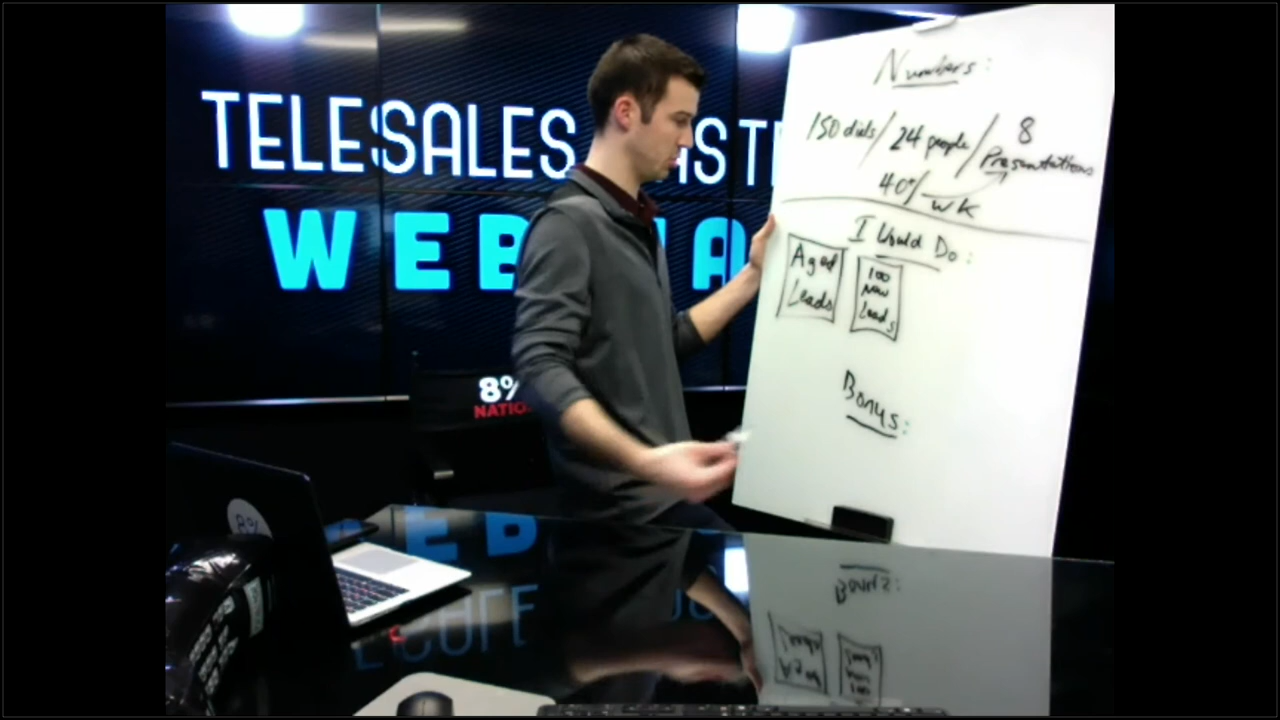 TELESALES
WEB
8%
NATIO
Numbers:
150 dials / 24 people / 8
Presentations
40/wk
I Would Do:
Aged
Leads
100
New
Leads
Bonus:
8%